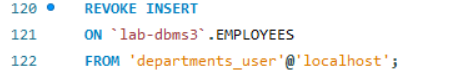 120 REVOKE INSERT
121 ON `lab-dbms3`.EMPLOYEES
122 FROM 'departments_user'@'localhost';